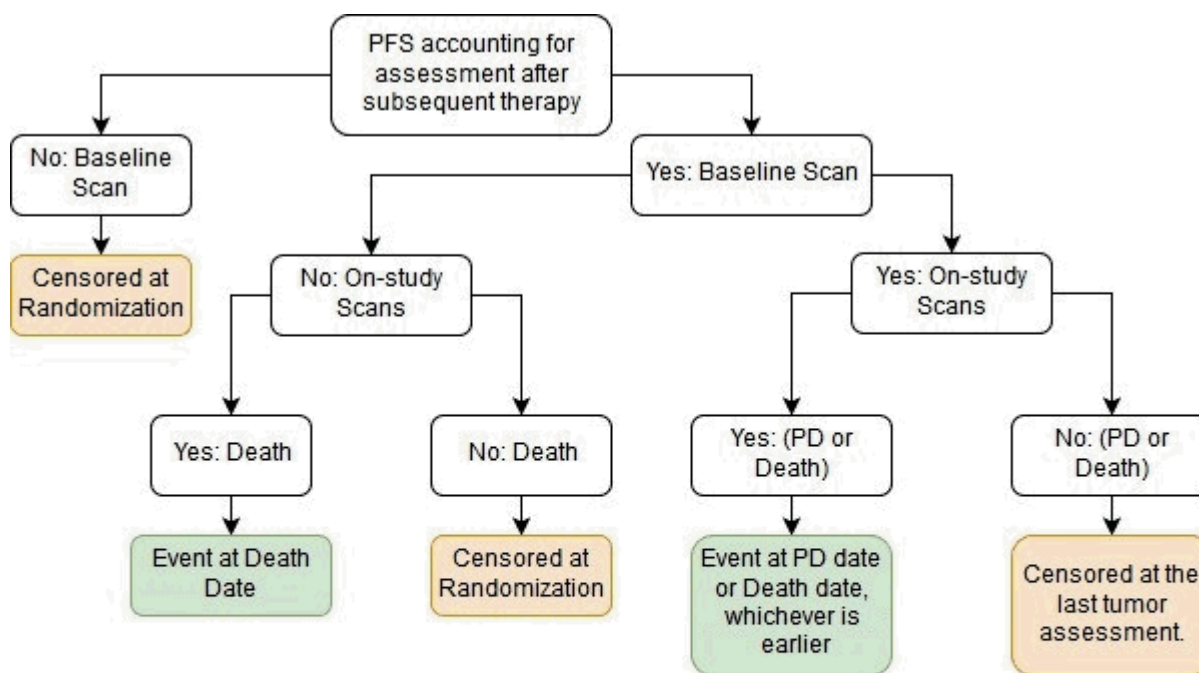 PFS accounting for
assessment after
subsequent therapy
No: Baseline
Scan
Yes: Baseline Scan
Censored at
Randomization
No: On-study
Scans
Yes: On-study
Scans
Yes: Death
No: Death
Yes: (PD or
Death)
No: (PD or
Death)
Event at Death
Date
Censored at
Randomization
Event at PD date
or Death date,
whichever is
earlier
Censored at the
last tumor
assessment.